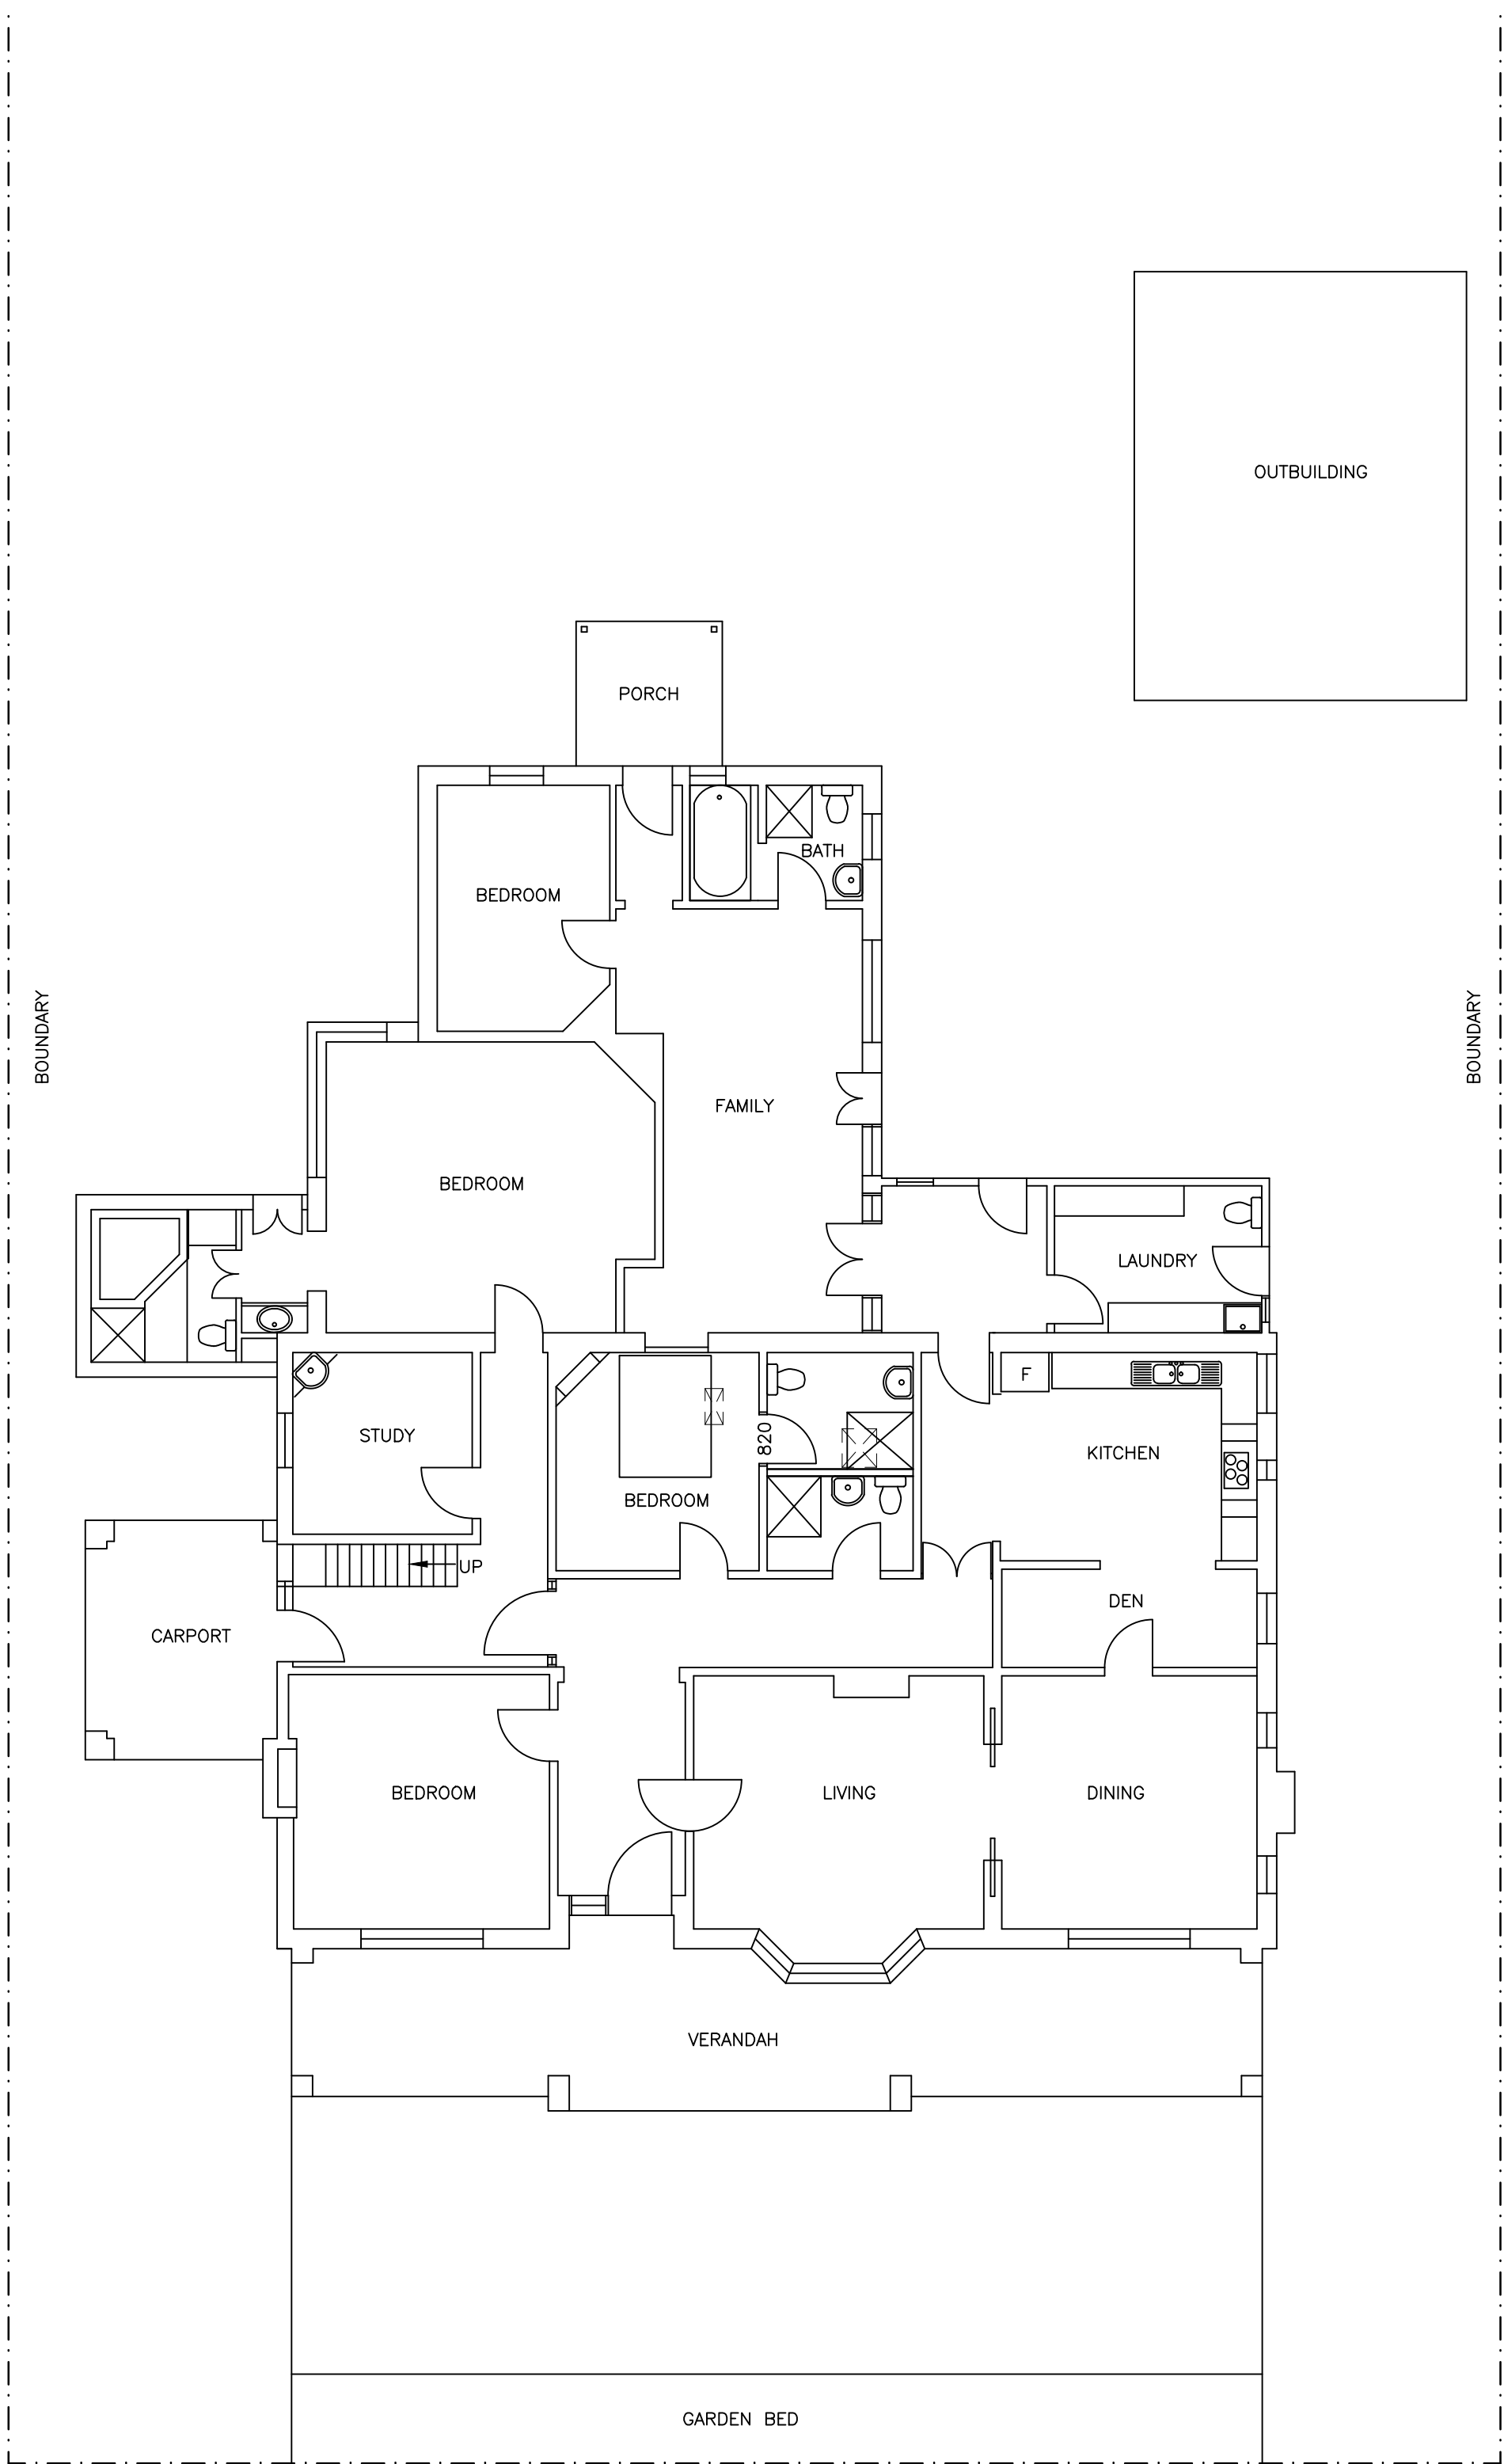 OUTBUILDING
PORCH
BATH
BEDROOM
BOUNDARY
BOUNDARY
FAMILY
BEDROOM
LAUNDRY
F
STUDY
820
KITCHEN
BEDROOM
UP
DEN
CARPORT
BEDROOM
LIVING
DINING
VERANDAH
GARDEN BED